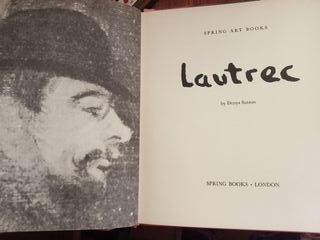 SPRING ART BOOKS
Lautrec
by Denys Sutton
SPRING BOOKS • LONDON